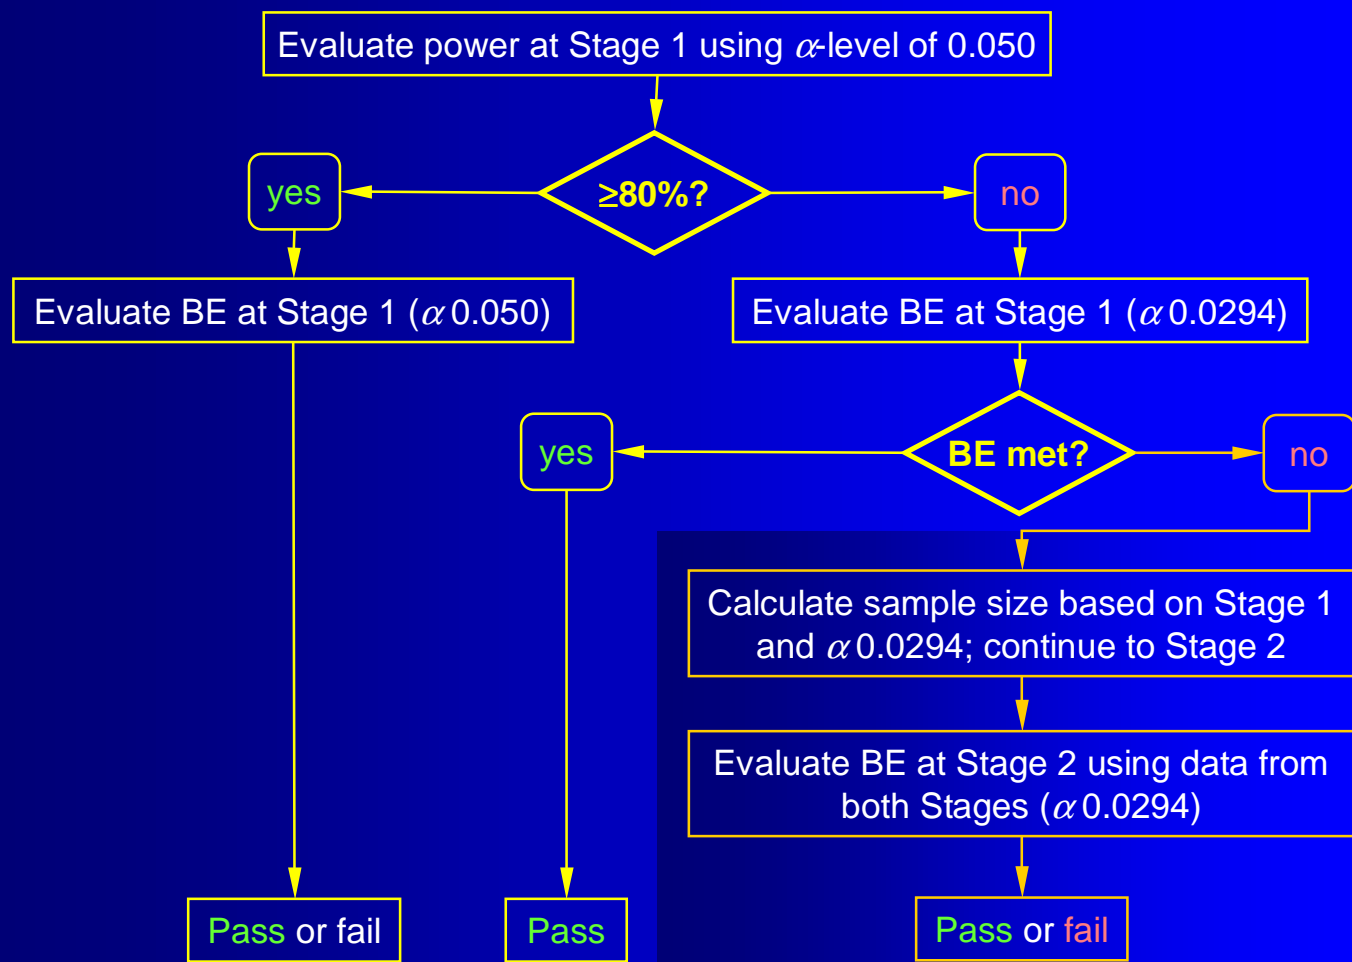 Evaluate power at Stage 1 using α-level of 0.050
yes
≥80%?
no
Evaluate BE at Stage 1 (α 0.050)
Evaluate BE at Stage 1 (α 0.0294)
yes
BE met?
no
Calculate sample size based on Stage 1
and α 0.0294; continue to Stage 2
Evaluate BE at Stage 2 using data from
both Stages (α 0.0294)
Pass or fail
Pass
Pass or fail